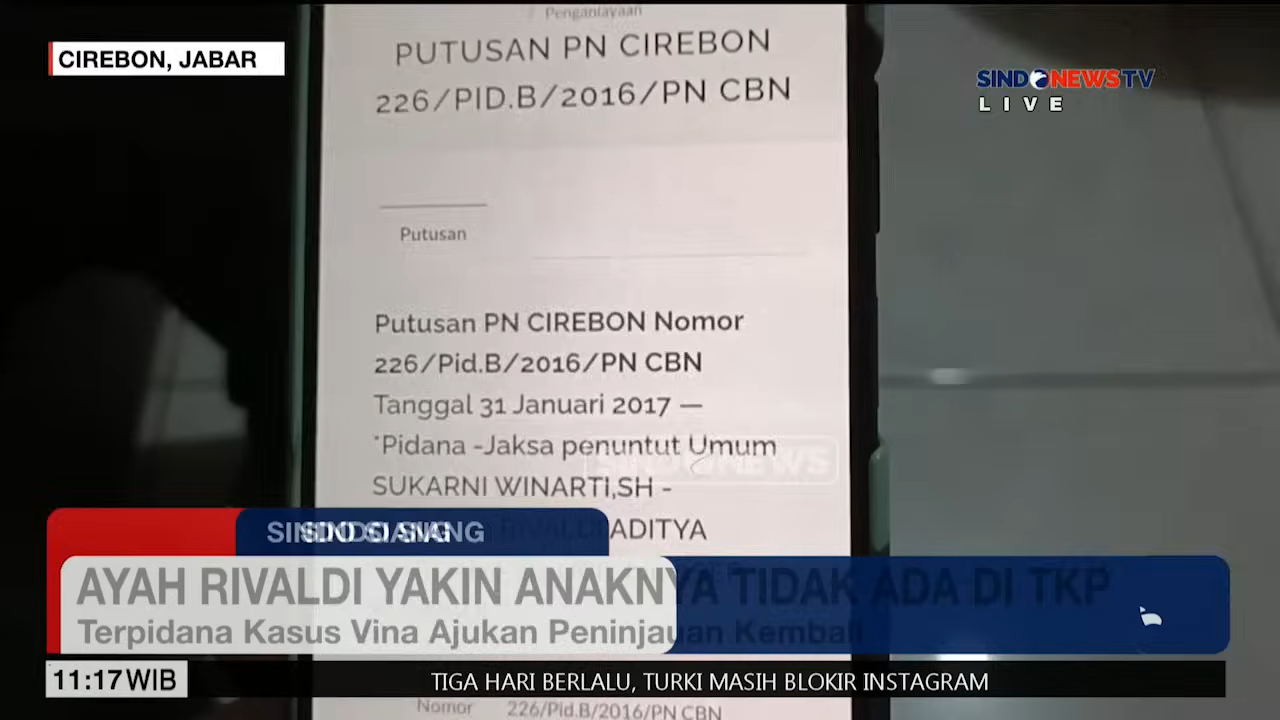 Penganiayaan
PUTUSAN PN CIREBON
226/PID.B/2016/PN CBN
CIREBON, JABAR
SINDONEWSTV
LIVE
Putusan
Putusan PN CIREBON Nomor
226/Pid.B/2016/PN CBN
Tanggal 31 Januari 2017 —
*Pidana -Jaksa penuntut Umum
SINDONEWS
SUKARNI WINARTI,SH -
RIVALDI ADITYA
SINDO SIANG
AYAH RIVALDI YAKIN ANAKNYA TIDAK ADA DI TKP
Terpidana Kasus Vina Ajukan Peninjauan Kembali
11:17 WIB
TIGA HARI BERLALU, TURKI MASIH BLOKIR INSTAGRAM
Nomor 226/Pid.B/2016/PN CBN